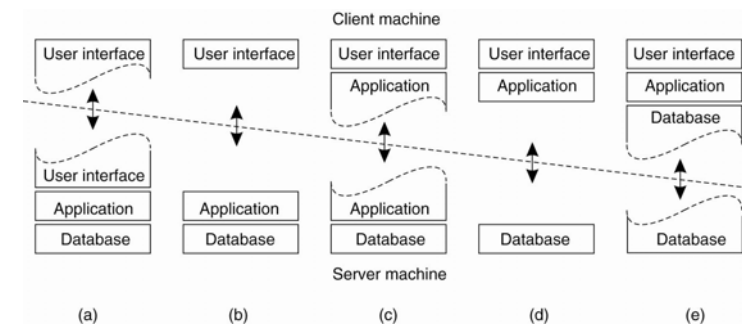 Client machine
User interface User interface User interface User interface User interface
Application Application Application
Database
User interface
Application Application Application
Database Database Database Database Database
Server machine
(a) (b) (c) (d) (e)